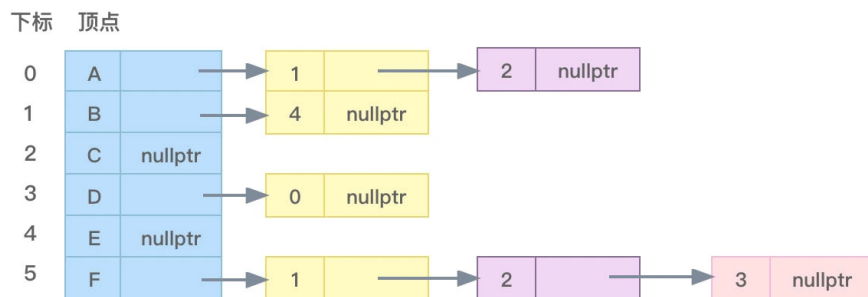 下标 顶点
0 A 1 2 nullptr
1 B 4 nullptr
2 C nullptr
3 D 0 nullptr
4 E nullptr
5 F 1 2 3 nullptr